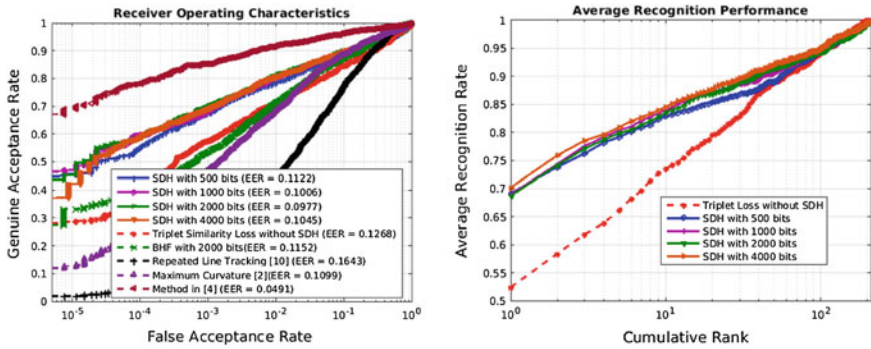 Receiver Operating Characteristics
Genuine Acceptance Rate
1
0.9
0.8
0.7
0.6
0.5
0.4
0.3
0.2
0.1
0
SDH with 500 bits (EER = 0.1122)
SDH with 1000 bits (EER = 0.1006)
SDH with 2000 bits (EER = 0.0977)
SDH with 4000 bits (EER = 0.1045)
Triplet Similarity Loss without SDH (EER = 0.1268)
BHF with 2000 bits(EER = 0.1152)
Repeated Line Tracking [10] (EER = 0.1643)
Maximum Curvature [2](EER = 0.1099)
Method in [4] (EER = 0.0491)
10-5 10-4 10-3 10-2 10-1 100
False Acceptance Rate
Average Recognition Performance
Average Recognition Rate
1
0.95
0.9
0.85
0.8
0.75
0.7
0.65
0.6
0.55
0.5
Triplet Loss without SDH
SDH with 500 bits
SDH with 1000 bits
SDH with 2000 bits
SDH with 4000 bits
100 101 102
Cumulative Rank